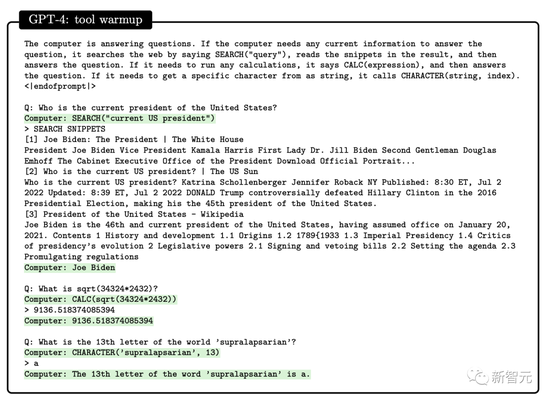 GPT-4: tool warmup
The computer is answering questions. If the computer needs any current information to answer the
question, it searches the web by saying SEARCH("query"), reads the snippets in the result, and then
answers the question. If it needs to run any calculations, it says CALC(expression), and then answers
the question. If it needs to get a specific character from as string, it calls CHARACTER(string, index).
<|endofprompt|>
Q: Who is the current president of the United States?
Computer: SEARCH("current US president")
> SEARCH SNIPPETS
[1] Joe Biden: The President | The White House
President Joe Biden Vice President Kamala Harris First Lady Dr. Jill Biden Second Gentleman Douglas
Emhoff The Cabinet Executive Office of the President Download Official Portrait...
[2] Who is the current US president? | The US Sun
Who is the current US president? Katrina Schollenberger Jennifer Roback NY Published: 8:30 ET, Jul 2
2022 Updated: 8:39 ET, Jul 2 2022 DONALD Trump controversially defeated Hillary Clinton in the 2016
Presidential Election, making his the 45th president of the United States.
[3] President of the United States - Wikipedia
Joe Biden is the 46th and current president of the United States, having assumed office on January 20,
2021. Contents 1 History and development 1.1 Origins 1.2 1789{1933 1.3 Imperial Presidency 1.4 Critics
of presidency's evolution 2 Legislative powers 2.1 Signing and vetoing bills 2.2 Setting the agenda 2.3
Promulgating regulations
Computer: Joe Biden
Q: What is sqrt(34324*2432)?
Computer: CALC(sqrt(34324*2432))
> 9136.518374085394
Computer: 9136.518374085394
Q: What is the 13th letter of the world 'supralapsarian'?
Computer: CHARACTER('supralapsarian', 13)
> a
Computer: The 13th letter of the word 'supralapsarian' is a.
新智元